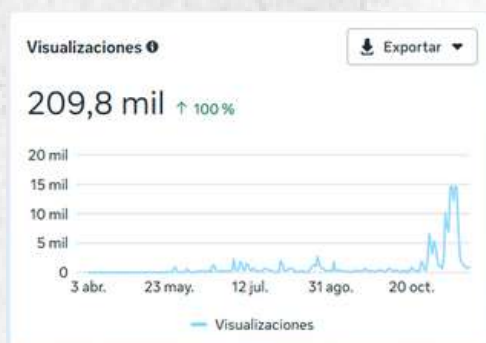 Visualizaciones
Exportar
209,8 mil ↑ 100 %
20 mil
15 mil
10 mil
5 mil
0
3 abr. 23 may. 12 jul. 31 ago. 20 oct.
Visualizaciones